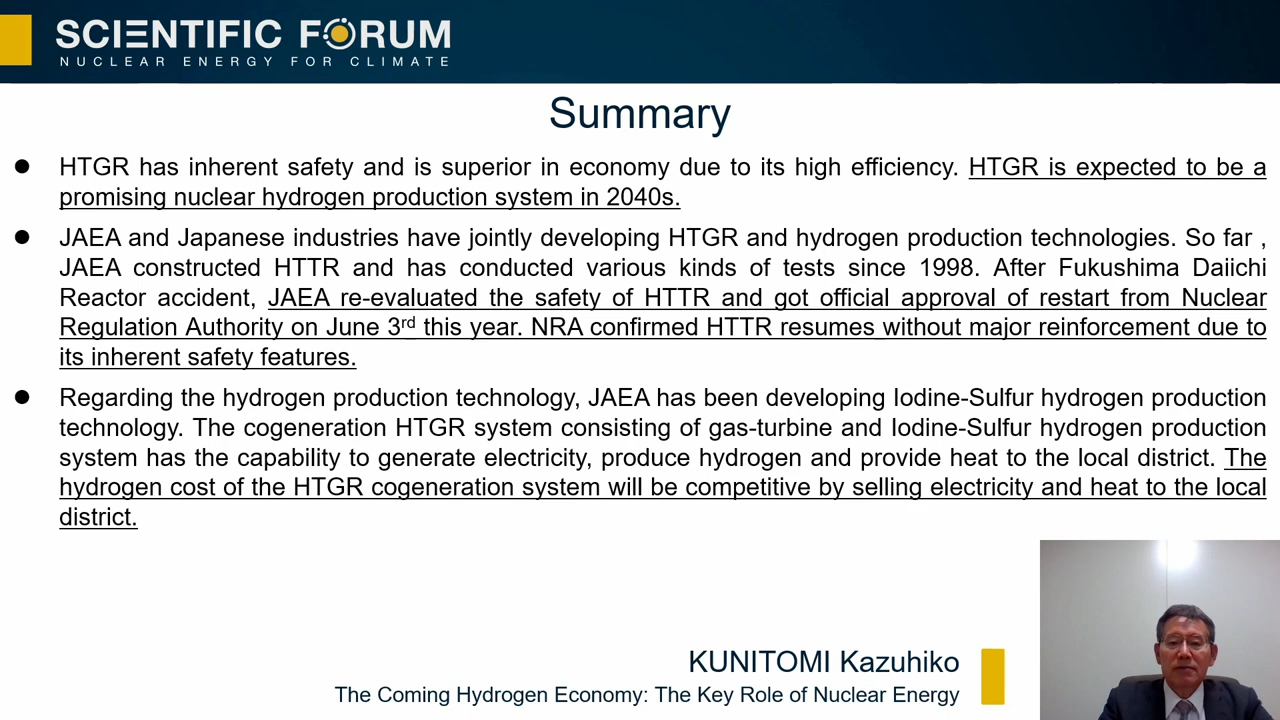 SCIENTIFIC FORUM
NUCLEAR ENERGY FOR CLIMATE
Summary
● HTGR has inherent safety and is superior in economy due to its high efficiency. HTGR is expected to be a
promising nuclear hydrogen production system in 2040s.
● JAEA and Japanese industries have jointly developing HTGR and hydrogen production technologies. So far ,
JAEA constructed HTTR and has conducted various kinds of tests since 1998. After Fukushima Daiichi
Reactor accident, JAEA re-evaluated the safety of HTTR and got official approval of restart from Nuclear
Regulation Authority on June 3rd this year. NRA confirmed HTTR resumes without major reinforcement due to
its inherent safety features.
● Regarding the hydrogen production technology, JAEA has been developing Iodine-Sulfur hydrogen production
technology. The cogeneration HTGR system consisting of gas-turbine and Iodine-Sulfur hydrogen production
system has the capability to generate electricity, produce hydrogen and provide heat to the local district. The
hydrogen cost of the HTGR cogeneration system will be competitive by selling electricity and heat to the local
district.
KUNITOMI Kazuhiko
The Coming Hydrogen Economy: The Key Role of Nuclear Energy